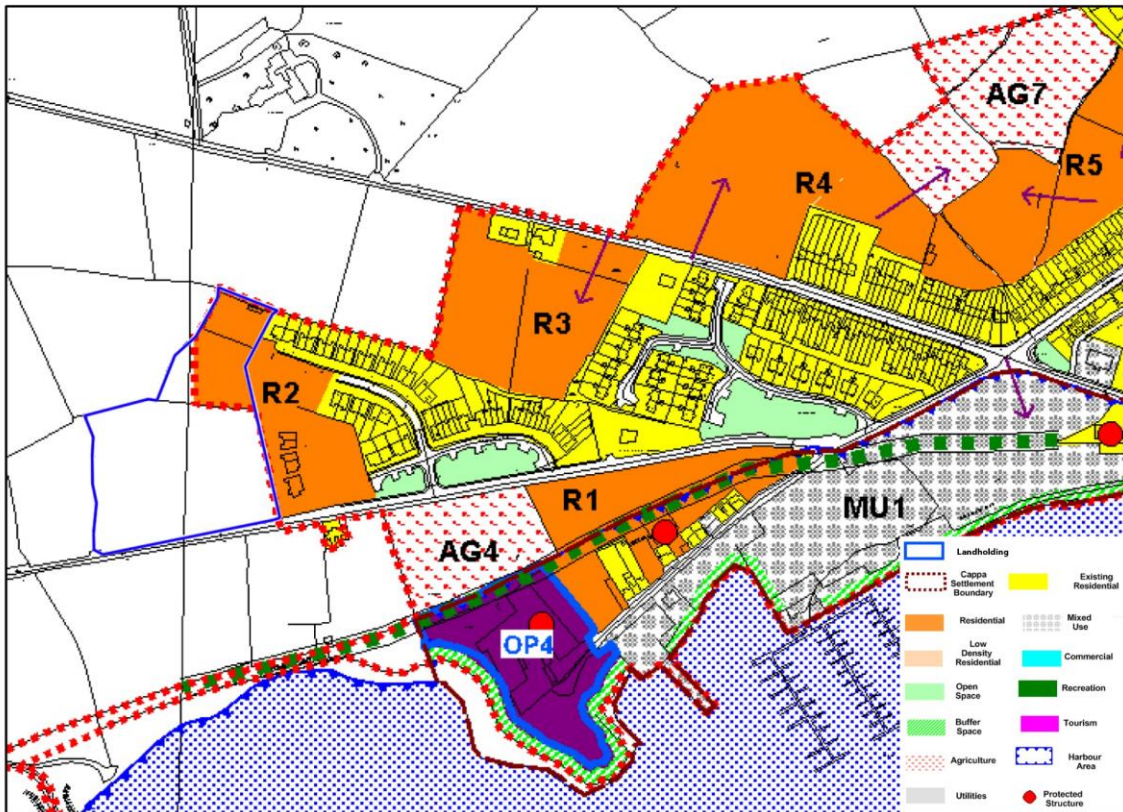 AG7
R5
R4
R3
R2
R1
MU1
AG4
OP4
Landholding
Cappa
Settlement
Boundary
Existing
Residential
Residential
Mixed
Use
Low
Density
Residential
Commercial
Open
Space
Recreation
Buffer
Space
Tourism
Agriculture
Harbour
Area
Utilities
Protected
Structure